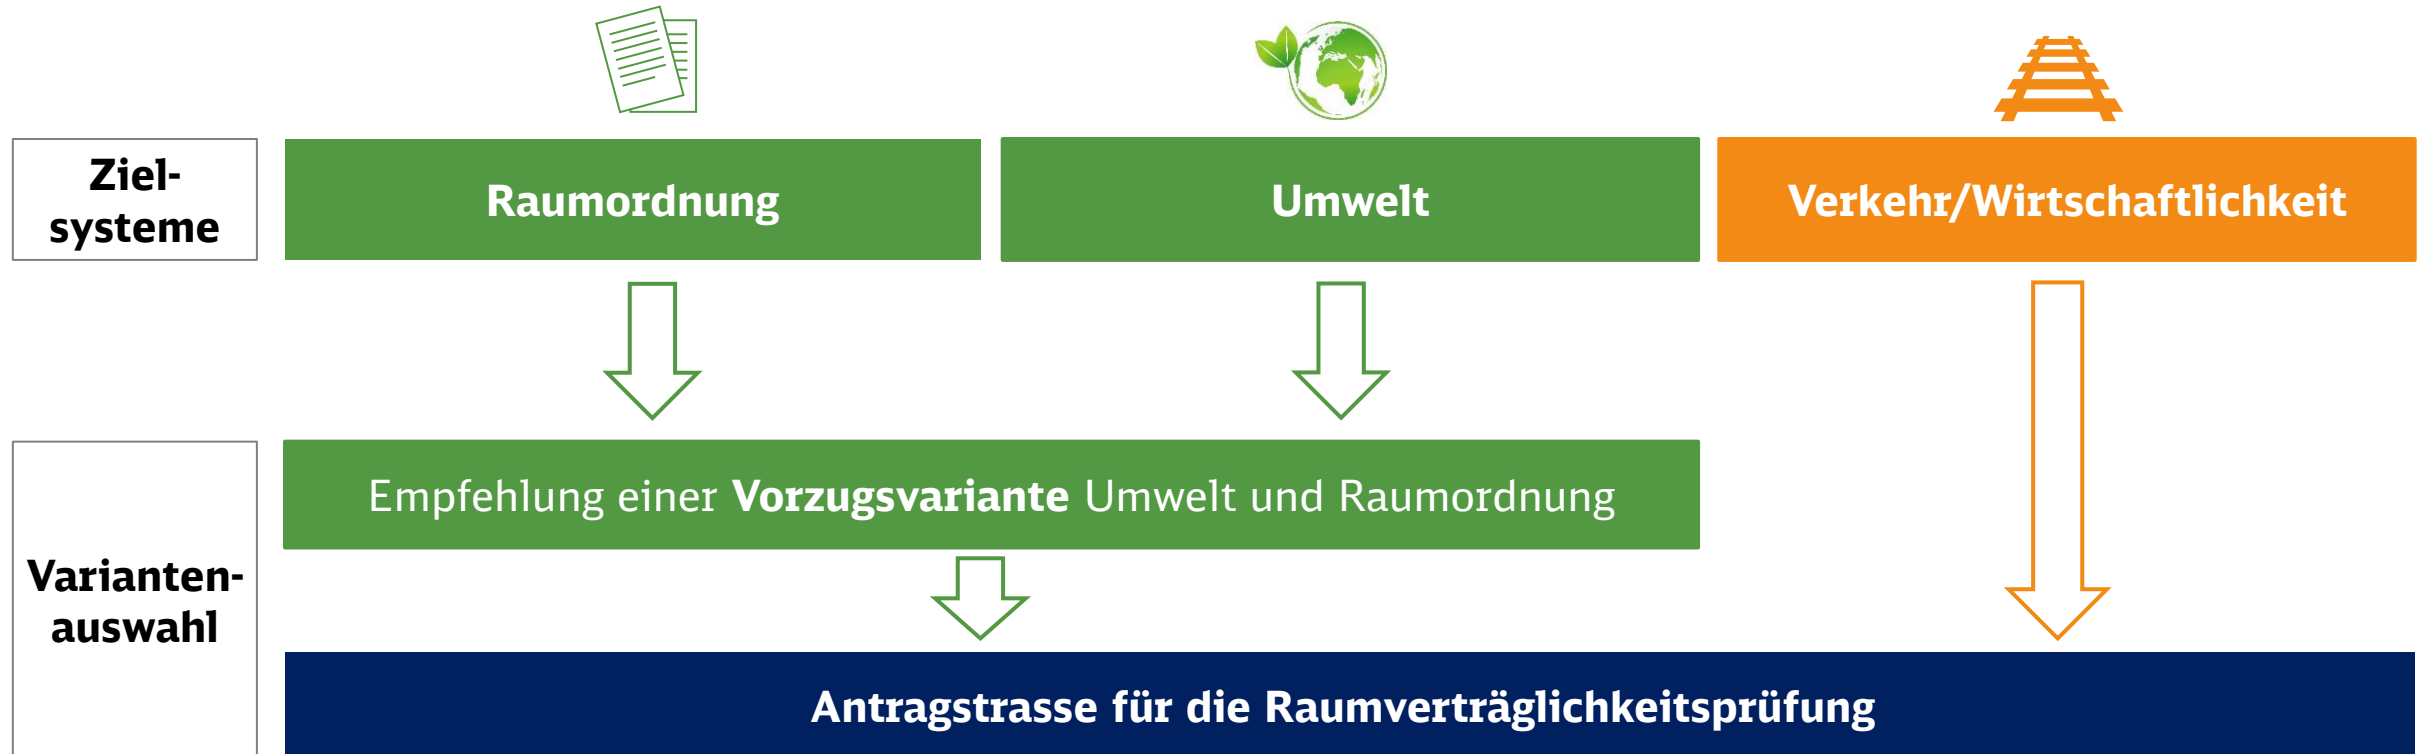 Ziel-
systeme
Raumordnung
Umwelt
Verkehr/Wirtschaftlichkeit
Varianten-
auswahl
Empfehlung einer Vorzugsvariante Umwelt und Raumordnung
Antragstrasse für die Raumverträglichkeitsprüfung